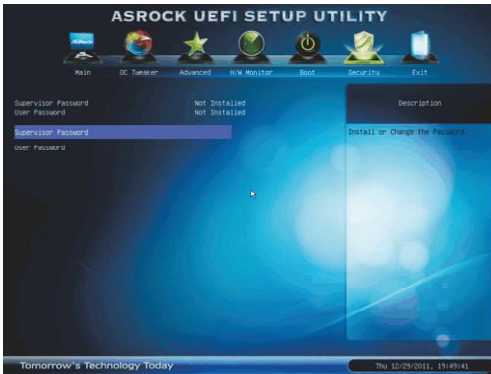 ASROCK UEFI SETUP UTILITY
ASRock
Main OC Tweaker Advanced H/W Monitor Boot Security Exit
Supervisor Password Not Installed
User Password Not Installed
Description
Supervisor Password
Install or Change the Password.
User Password
Tomorrow's Technology Today
Thu 12/29/2011, 19:49:41